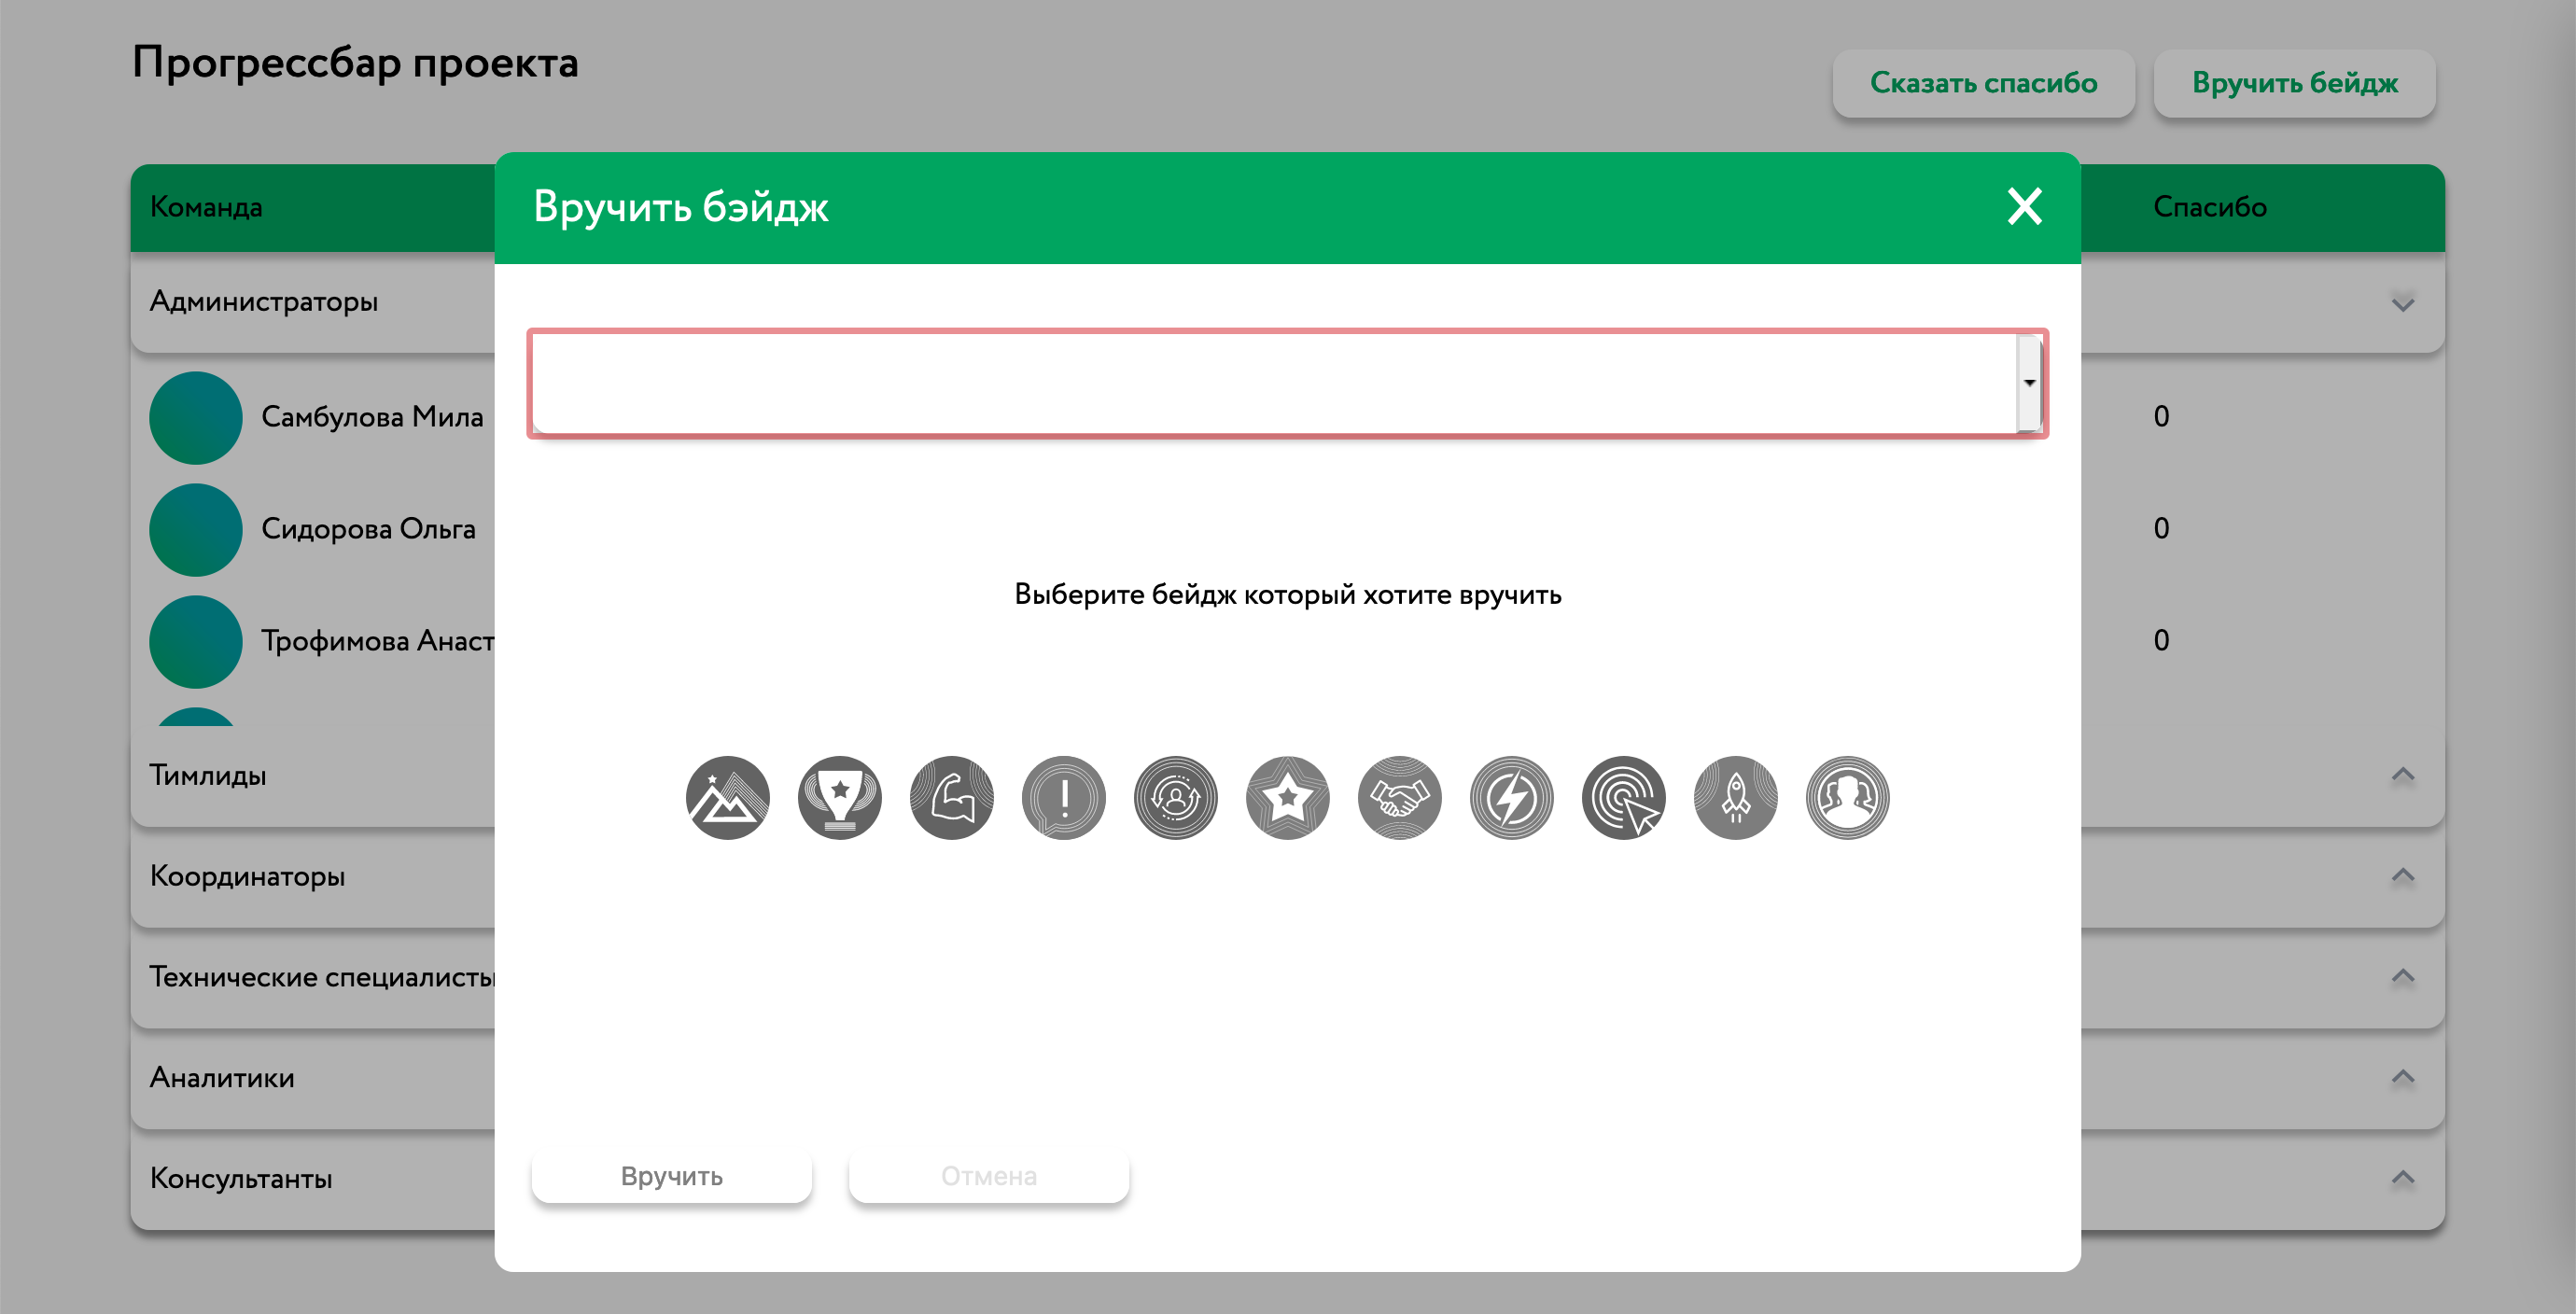 Прогрессбар проекта
Сказать спасибо
Вручить бейдж
Команда
Спасибо
Вручить бэйдж
Администраторы
Самбулова Мила
0
Сидорова Ольга
0
Трофимова Анаст
0
Выберите бейдж который хотите вручить
Тимлиды
Координаторы
Технические специалисты
Аналитики
Консультанты
Вручить
Отмена